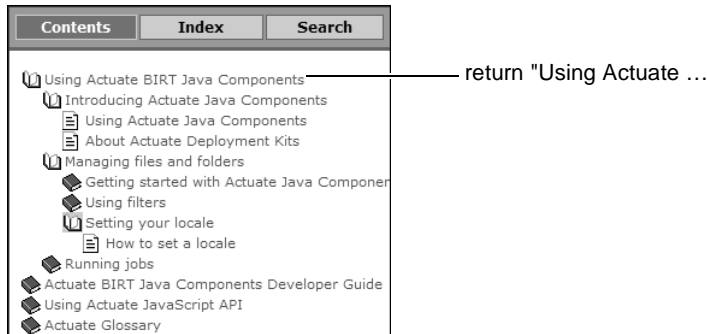 Contents Index Search
Using Actuate BIRT Java Components return "Using Actuate …
Introducing Actuate Java Components
Using Actuate Java Components
About Actuate Deployment Kits
Managing files and folders
Getting started with Actuate Java Componer
Using filters
Setting your locale
How to set a locale
Running jobs
Actuate BIRT Java Components Developer Guide
Using Actuate JavaScript API
Actuate Glossary